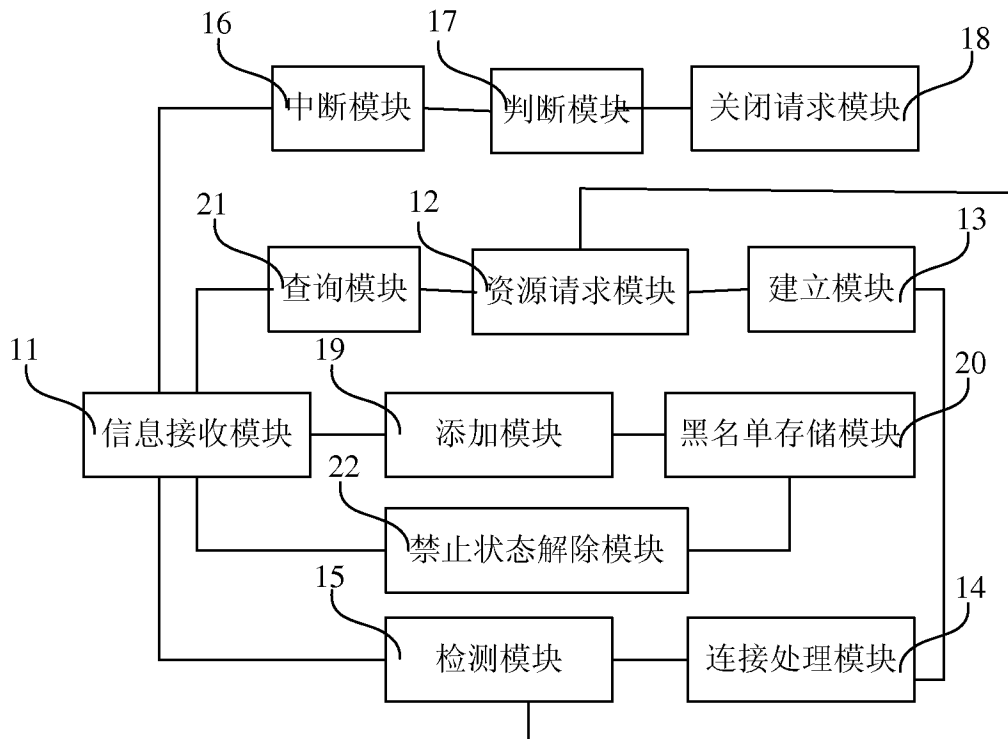 16
17
18
中断模块
判断模块
关闭请求模块
21
12
13
查询模块
资源请求模块
建立模块
11
19
20
信息接收模块
添加模块
黑名单存储模块
22
禁止状态解除模块
15
14
检测模块
连接处理模块